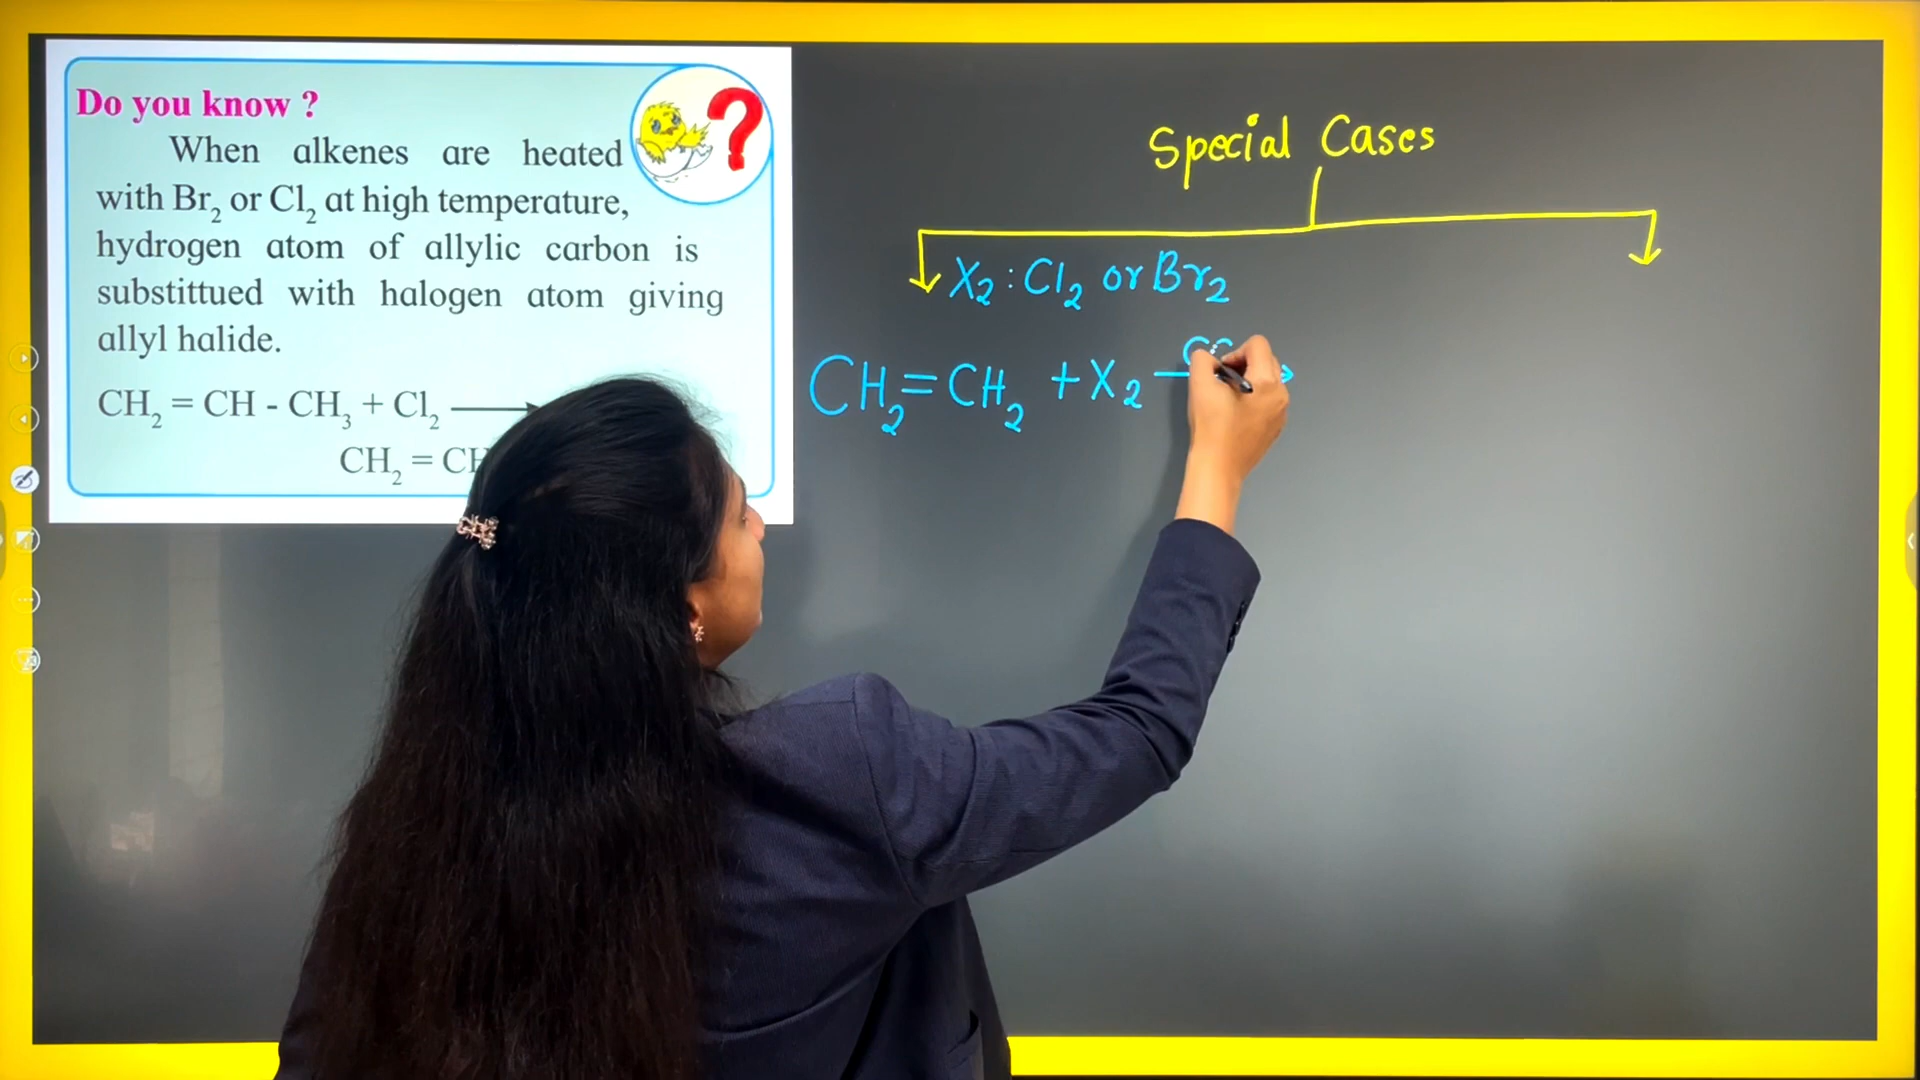 Do you know ?
When alkenes are heated
with Br₂ or Cl₂ at high temperature,
hydrogen atom of allylic carbon is
substittued with halogen atom giving
allyl halide.
CH₂ = CH - CH₃ + Cl₂ ⟶
CH₂ = CH
Special Cases
X₂ : Cl₂ or Br₂
CH₂=CH₂ + X₂ →